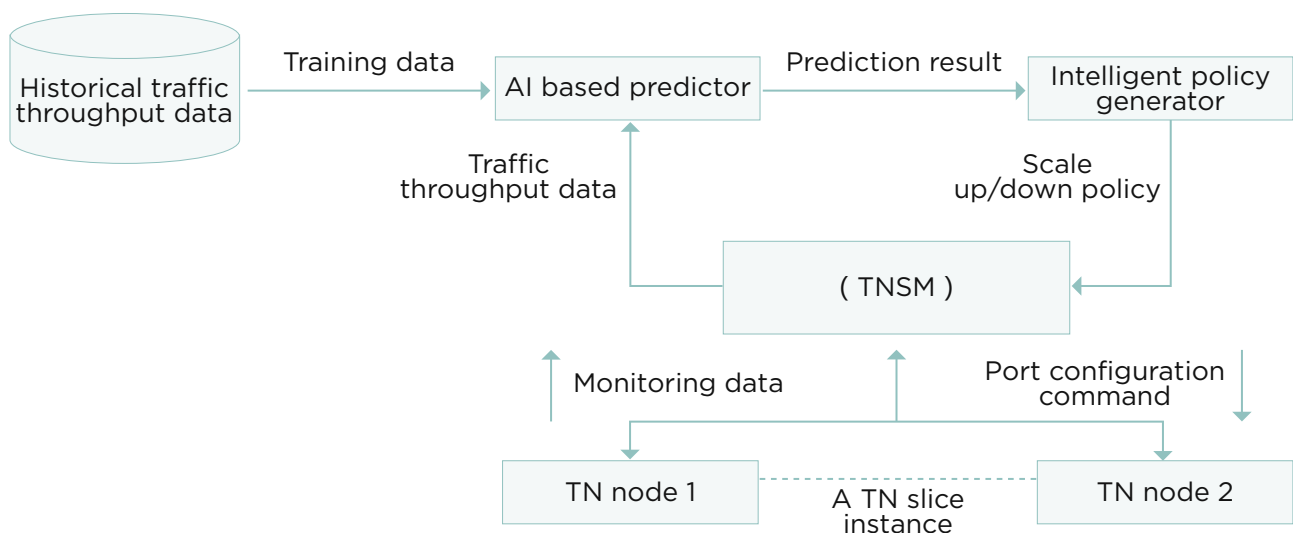 Historical traffic
throughput data
Training data
AI based predictor
Prediction result
Intelligent policy
generator
Traffic
throughput data
Scale
up/down policy
( TNSM )
Monitoring data
Port configuration
command
TN node 1
A TN slice
instance
TN node 2